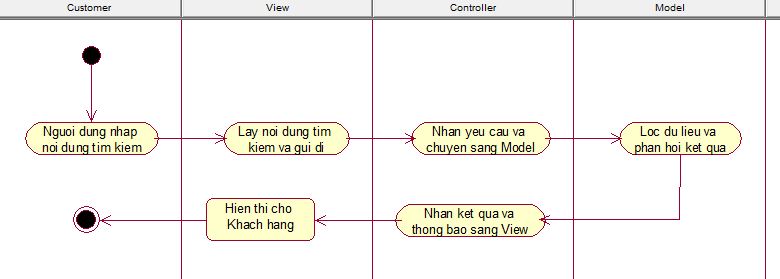 Customer
View
Controller
Model
Nguoi dung nhap
noi dung tim kiem
Lay noi dung tim
kiem va gui di
Nhan yeu cau va
chuyen sang Model
Loc du lieu va
phan hoi ket qua
Hien thi cho
Khach hang
Nhan ket qua va
thong bao sang View